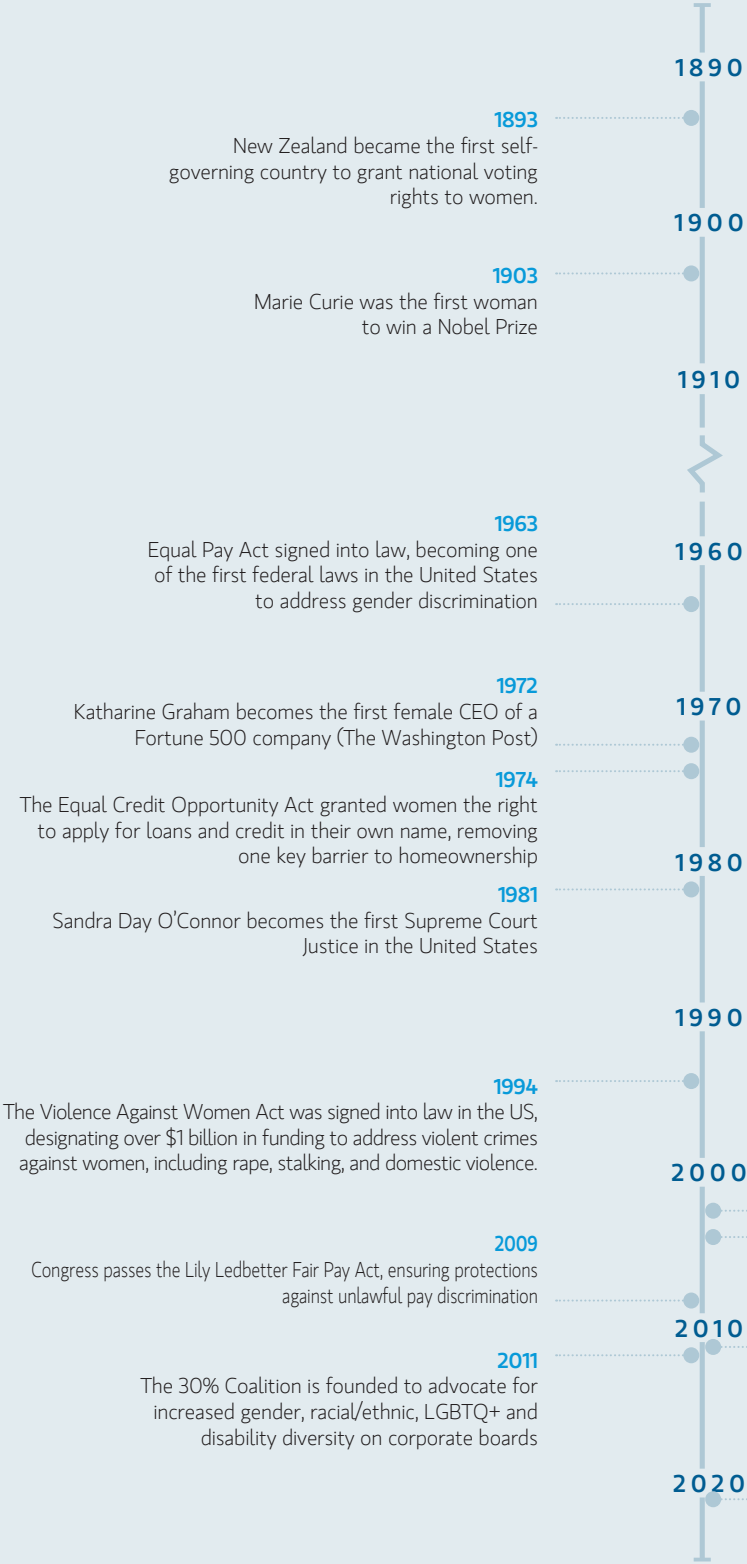 1890
1893
New Zealand became the first self-
governing country to grant national voting
rights to women.
1900
1903
Marie Curie was the first woman
to win a Nobel Prize
1910
1963
Equal Pay Act signed into law, becoming one
of the first federal laws in the United States
to address gender discrimination
1960
1972
Katharine Graham becomes the first female CEO of a
Fortune 500 company (The Washington Post)
1970
1974
The Equal Credit Opportunity Act granted women the right
to apply for loans and credit in their own name, removing
one key barrier to homeownership
1980
1981
Sandra Day O’Connor becomes the first Supreme Court
Justice in the United States
1990
1994
The Violence Against Women Act was signed into law in the US,
designating over $1 billion in funding to address violent crimes
against women, including rape, stalking, and domestic violence.
2000
2009
Congress passes the Lily Ledbetter Fair Pay Act, ensuring protections
against unlawful pay discrimination
2010
2011
The 30% Coalition is founded to advocate for
increased gender, racial/ethnic, LGBTQ+ and
disability diversity on corporate boards
2020